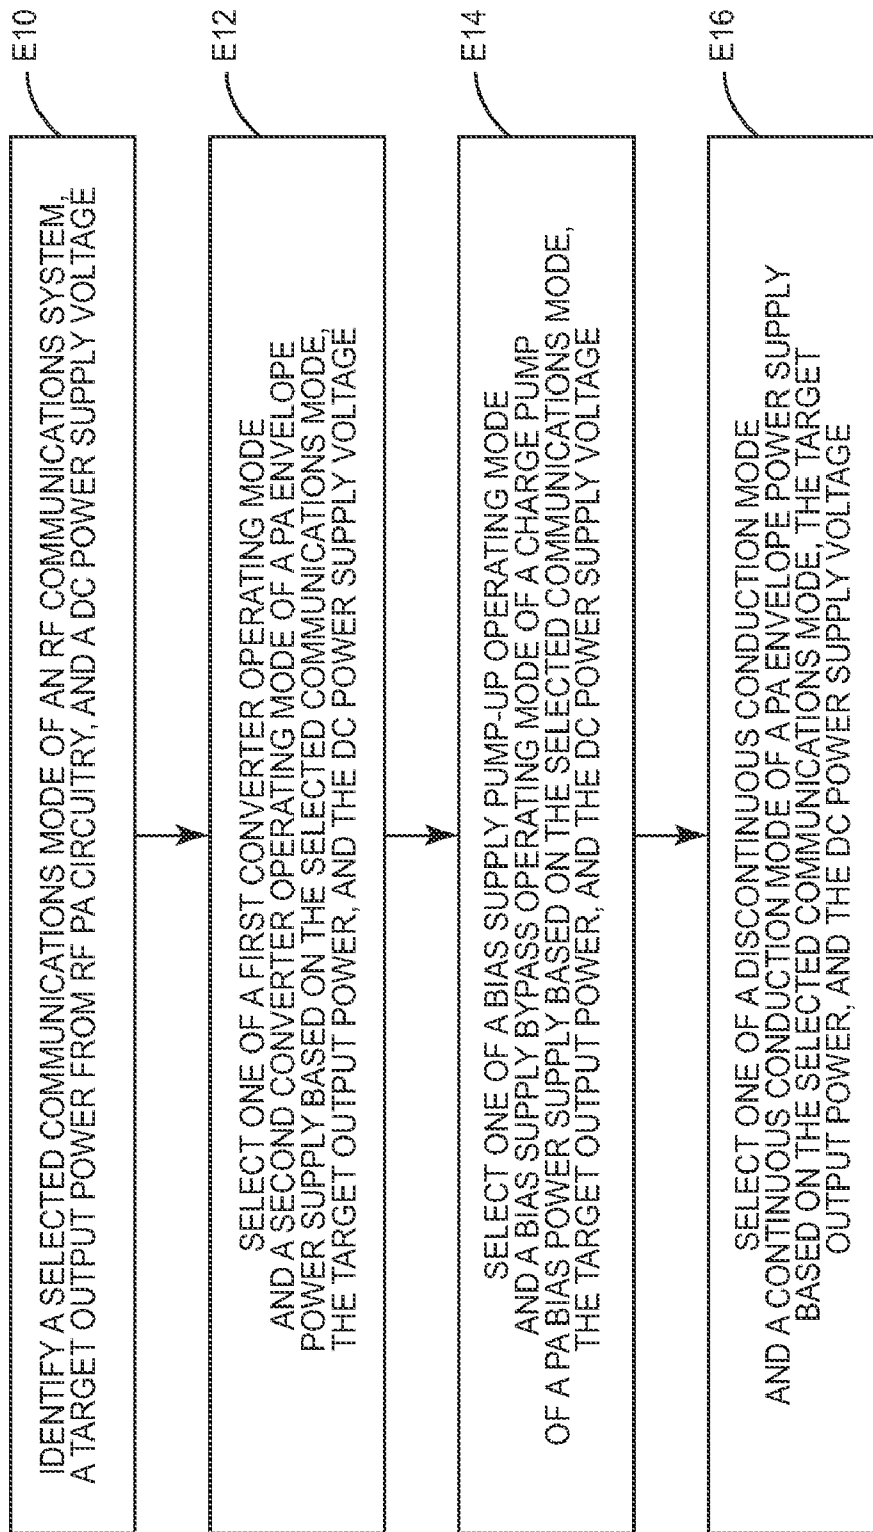 E10
IDENTIFY A SELECTED COMMUNICATIONS MODE OF AN RF COMMUNICATIONS SYSTEM,
A TARGET OUTPUT POWER FROM RF PA CIRCUITRY, AND A DC POWER SUPPLY VOLTAGE
E12
SELECT ONE OF A FIRST CONVERTER OPERATING MODE
AND A SECOND CONVERTER OPERATING MODE OF A PA ENVELOPE
POWER SUPPLY BASED ON THE SELECTED COMMUNICATIONS MODE,
THE TARGET OUTPUT POWER, AND THE DC POWER SUPPLY VOLTAGE
E14
SELECT ONE OF A BIAS SUPPLY PUMP-UP OPERATING MODE
AND A BIAS SUPPLY BYPASS OPERATING MODE OF A CHARGE PUMP
OF A PA BIAS POWER SUPPLY BASED ON THE SELECTED COMMUNICATIONS MODE,
THE TARGET OUTPUT POWER, AND THE DC POWER SUPPLY VOLTAGE
E16
SELECT ONE OF A DISCONTINUOUS CONDUCTION MODE
AND A CONTINUOUS CONDUCTION MODE OF A PA ENVELOPE POWER SUPPLY
BASED ON THE SELECTED COMMUNICATIONS MODE, THE TARGET
OUTPUT POWER, AND THE DC POWER SUPPLY VOLTAGE